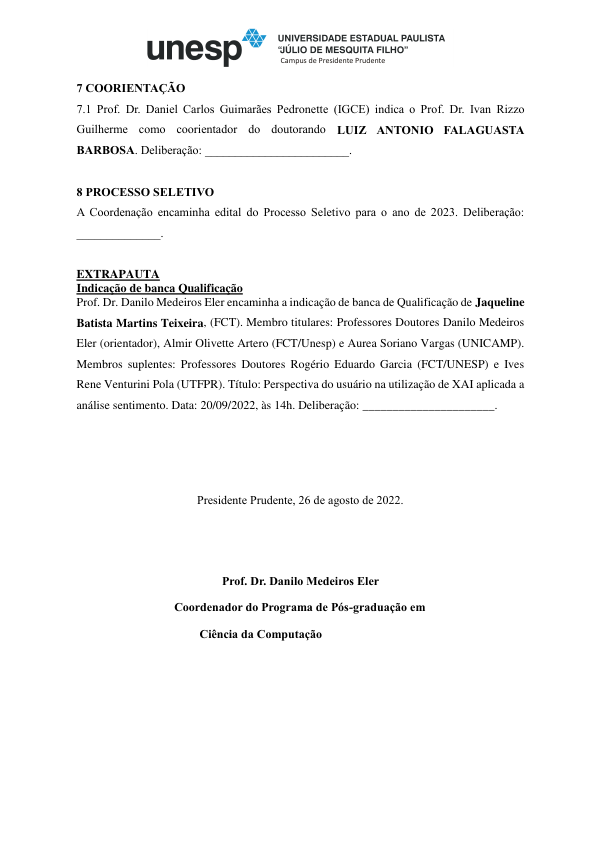 unesp
UNIVERSIDADE ESTADUAL PAULISTA
"JÚLIO DE MESQUITA FILHO"
Campus de Presidente Prudente
7 COORIENTAÇÃO
7.1 Prof. Dr. Daniel Carlos Guimarães Pedronette (IGCE) indica o Prof. Dr. Ivan Rizzo
Guilherme como coorientador do doutorando LUIZ ANTONIO FALAGUASTA
BARBOSA. Deliberação: ________________________.
8 PROCESSO SELETIVO
A Coordenação encaminha edital do Processo Seletivo para o ano de 2023. Deliberação:
______________.
EXTRAPAUTA
Indicação de banca Qualificação
Prof. Dr. Danilo Medeiros Eler encaminha a indicação de banca de Qualificação de Jaqueline
Batista Martins Teixeira, (FCT). Membro titulares: Professores Doutores Danilo Medeiros
Eler (orientador), Almir Olivette Artero (FCT/Unesp) e Aurea Soriano Vargas (UNICAMP).
Membros suplentes: Professores Doutores Rogério Eduardo Garcia (FCT/UNESP) e Ives
Rene Venturini Pola (UTFPR). Título: Perspectiva do usuário na utilização de XAI aplicada a
análise sentimento. Data: 20/09/2022, às 14h. Deliberação: ______________________.
Presidente Prudente, 26 de agosto de 2022.
Prof. Dr. Danilo Medeiros Eler
Coordenador do Programa de Pós-graduação em
Ciência da Computação